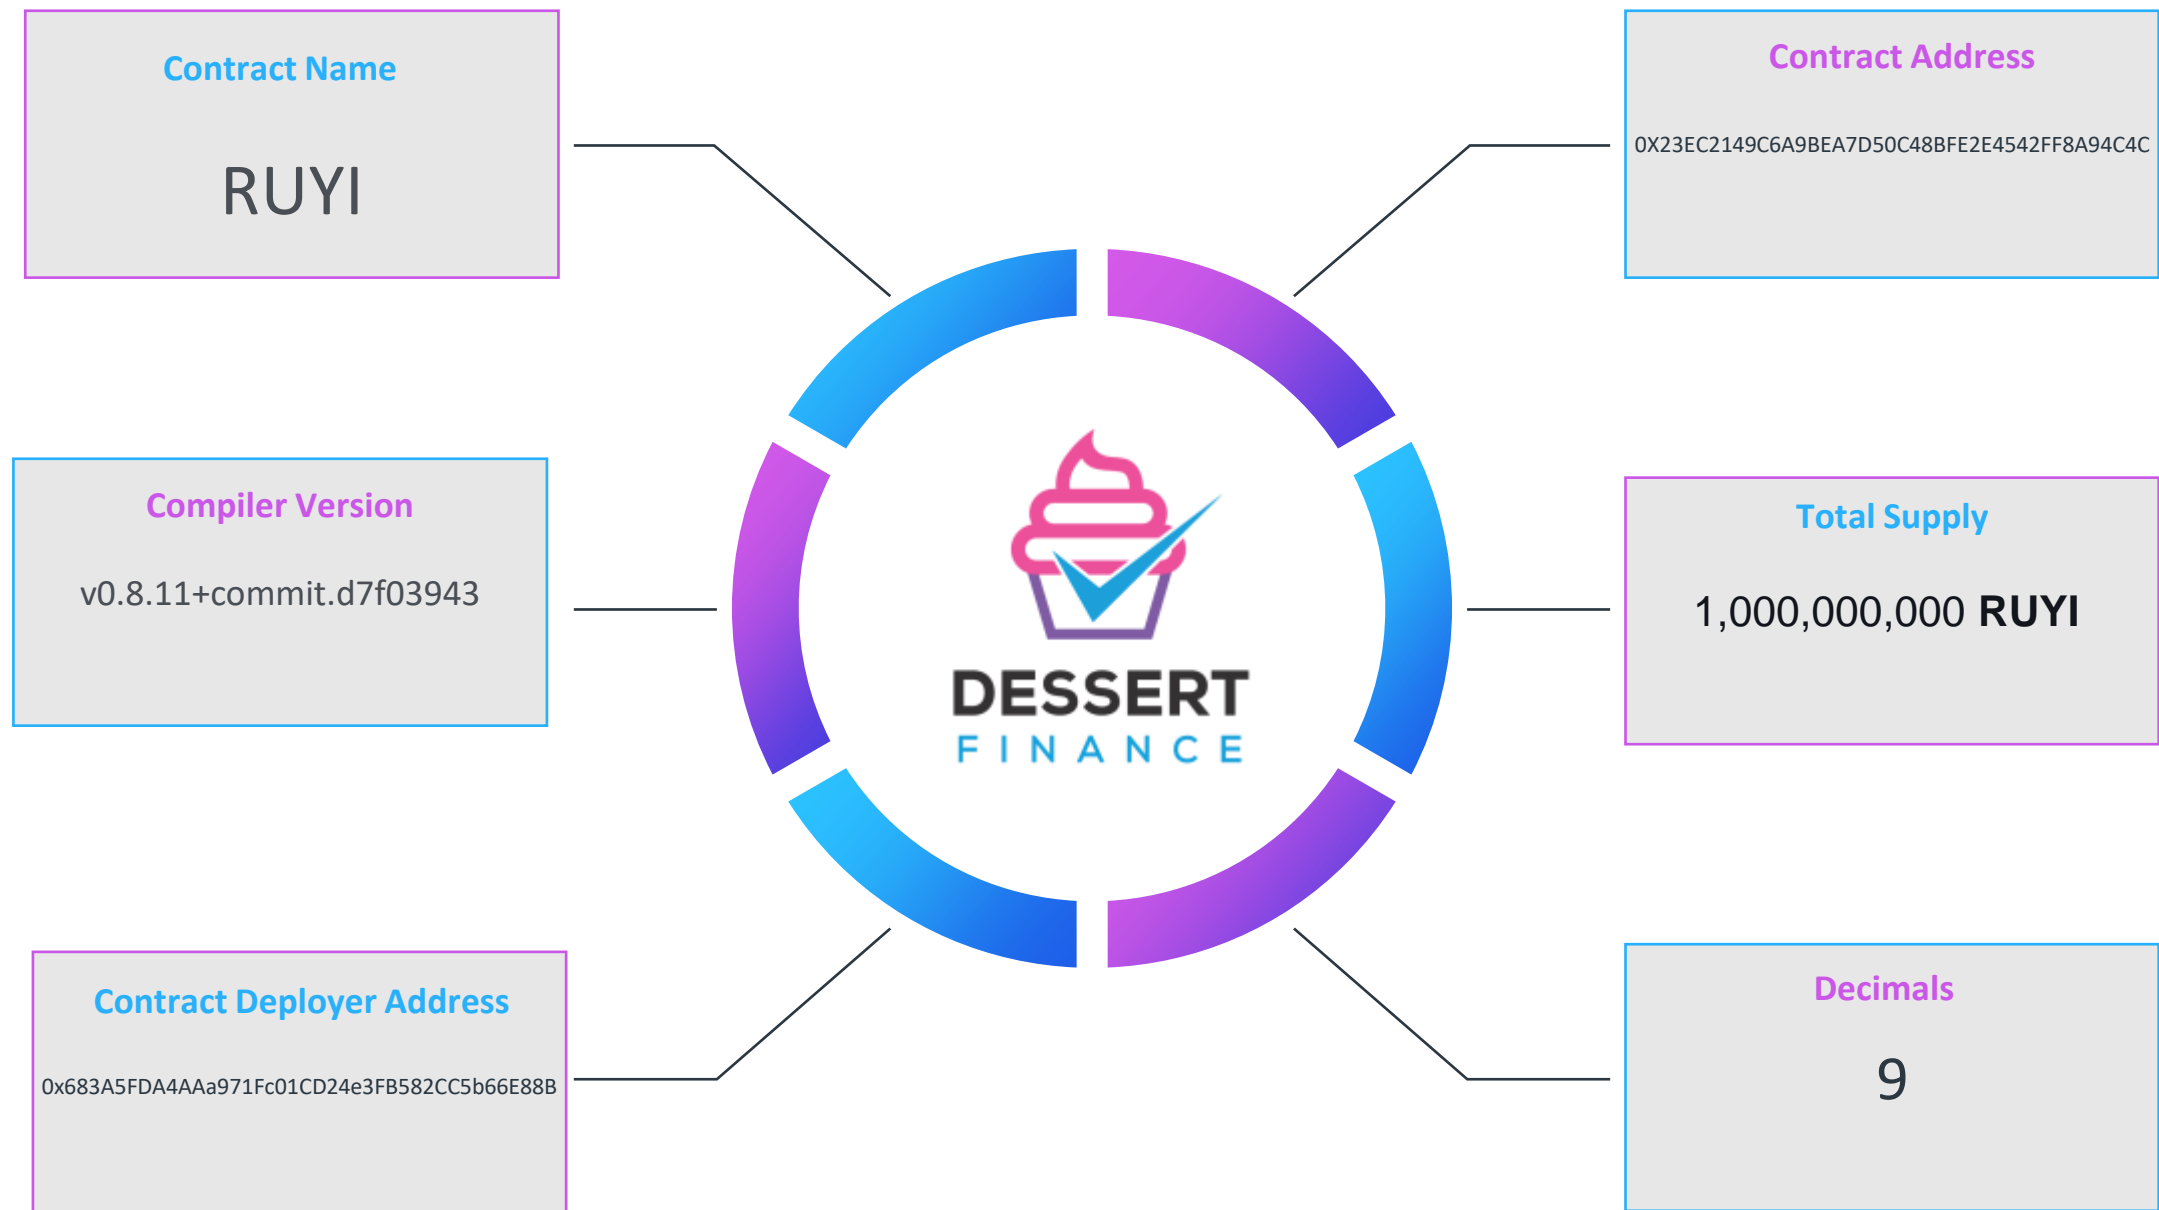 Contract Name
RUYI
Contract Address
0X23EC2149C6A9BEA7D50C48BFE2E4542FF8A94C4C
Compiler Version
v0.8.11+commit.d7f03943
DESSERT
FINANCE
Total Supply
1,000,000,000 RUYI
Contract Deployer Address
0x683A5FDA4AAa971Fc01CD24e3FB582CC5b66E88B
Decimals
9